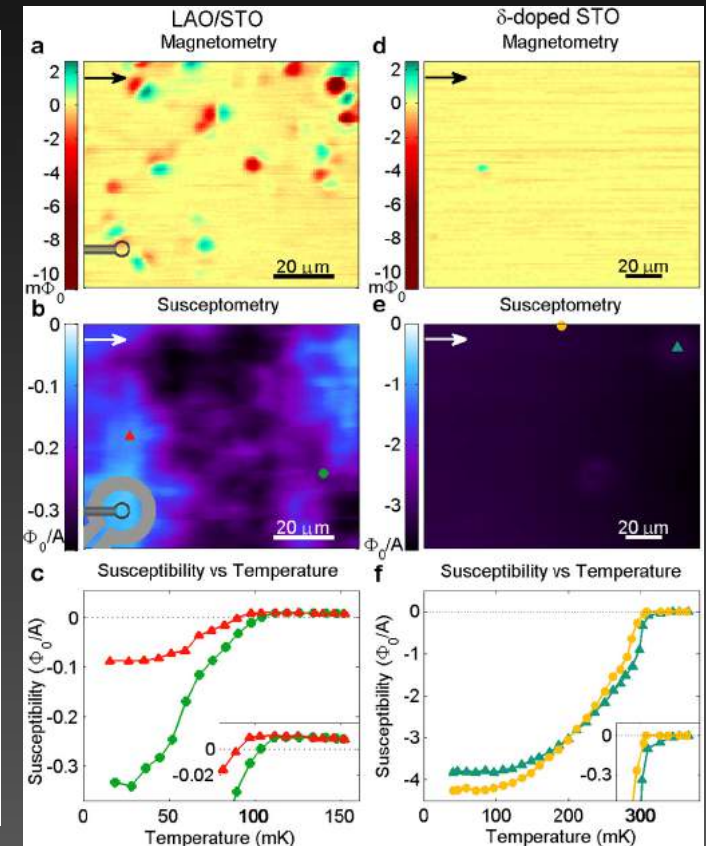 LAO/STO
δ-doped STO
a
Magnetometry
2
0
-2
-4
-6
-8
-10
mΦ0
20 μm
d
Magnetometry
2
0
-2
-4
-6
-8
-10
mΦ0
20 μm
b
Susceptometry
0
-0.1
-0.2
-0.3
Φ0/A
20 μm
e
Susceptometry
0
-1
-2
-3
Φ0/A
20 μm
c
Susceptibility vs Temperature
Susceptibility (Φ0/A)
0
-0.1
-0.2
-0.3
0
-0.02
0 50 100 150
Temperature (mK)
f
Susceptibility vs Temperature
Susceptibility (Φ0/A)
0
-1
-2
-3
-4
0
-0.3
0 100 200 300
Temperature (mK)